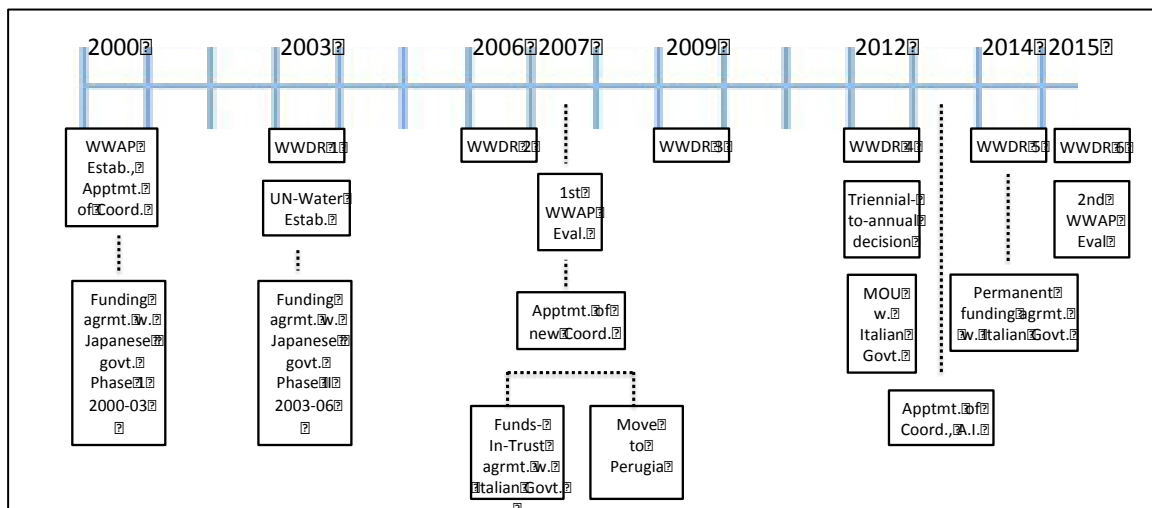 2000 2003 2006 2007 2009 2012 2014 2015
WWAP
Estab.,
Apptmt.
of Coord.
WWDR 1
WWDR 2
WWDR 3
WWDR 4
WWDR 5
WWDR 6
UN-Water
Estab.
1st
WWAP
Eval.
Triennial-
to-annual
decision
2nd
WWAP
Eval
Funding
agrmt. w.
Japanese
govt.
Phase 1
2000-03
Funding
agrmt. w.
Japanese
govt.
Phase II
2003-06
Apptmt. of
new Coord.
MOU
w.
Italian
Govt.
Permanent
funding agrmt.
w. Italian Govt.
Funds-
In-Trust
agrmt. w.
Italian Govt.
Move
to
Perugia
Apptmt. of
Coord., A.I.